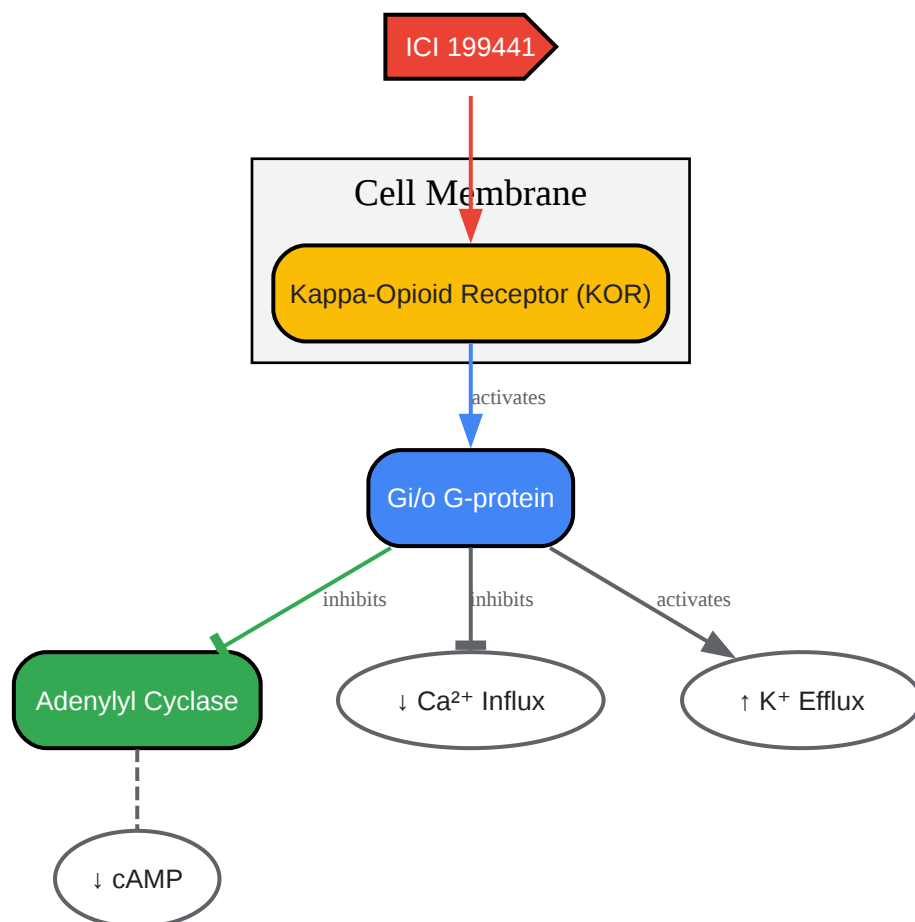 ICI 199441
Cell Membrane
Kappa-Opioid Receptor (KOR)
activates
Gi/o G-protein
inhibits
inhibits
activates
Adenylyl Cyclase
↓ Ca²⁺ Influx
↑ K⁺ Efflux
↓ cAMP